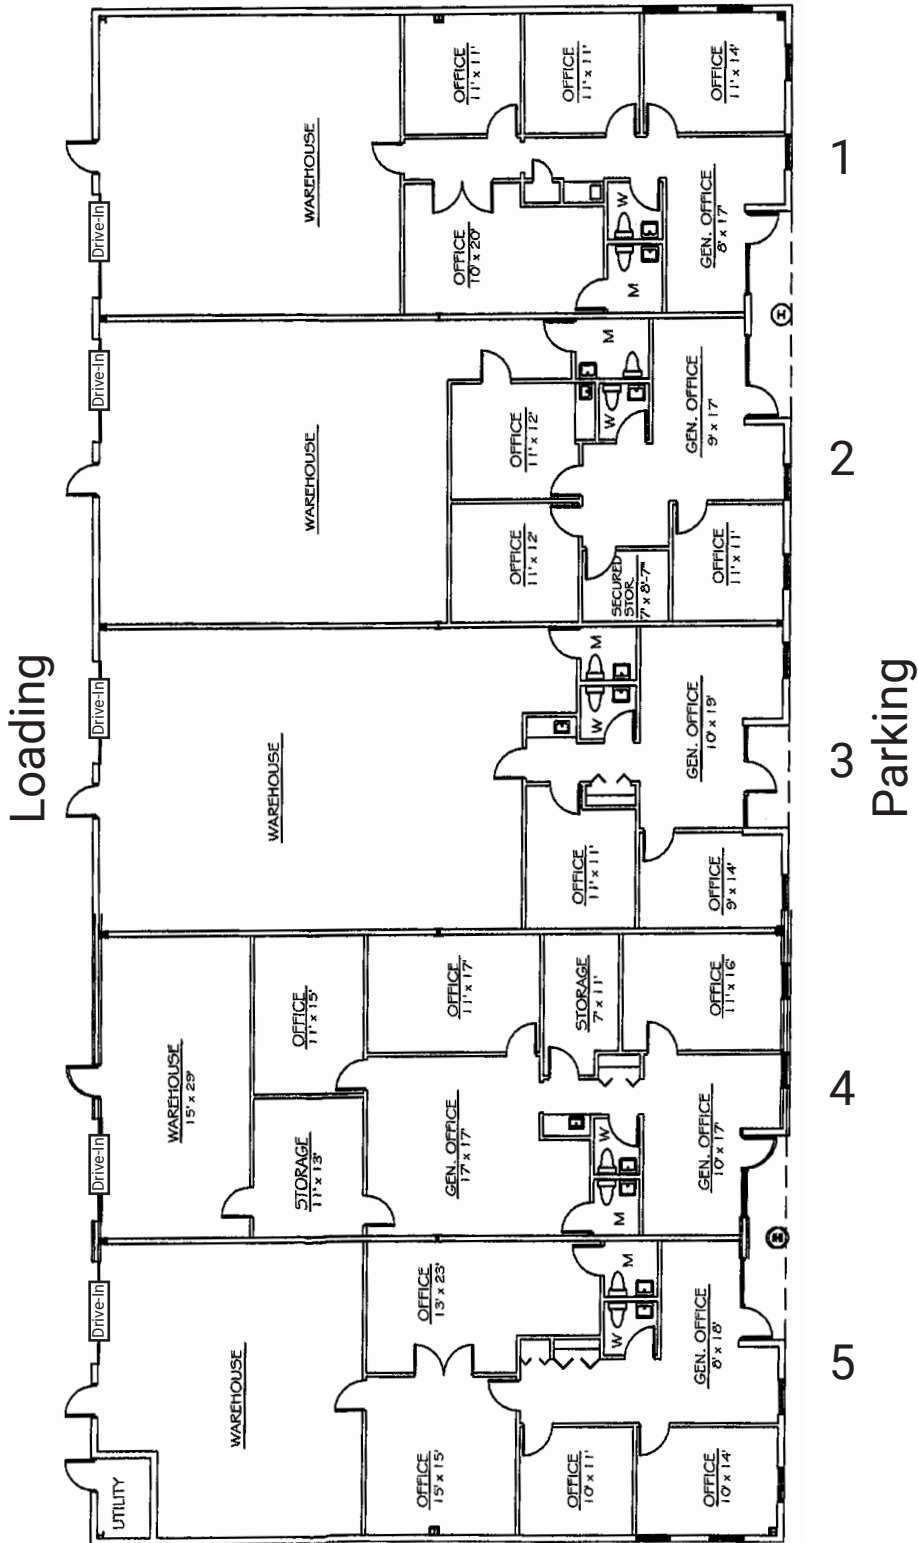 OFFICE
11' x 11'
OFFICE
11' x 11'
OFFICE
11' x 14'
WAREHOUSE
1
Drive-In
OFFICE
10' x 20'
W
M
GEN. OFFICE
8' x 17'
H
Drive-In
WAREHOUSE
M
W
OFFICE
11' x 12'
GEN. OFFICE
9' x 17'
2
OFFICE
11' x 12'
SECURED
STOR.
7' x 8'-7"
OFFICE
11' x 11'
Loading
Parking
Drive-In
WAREHOUSE
M
W
GEN. OFFICE
10' x 19'
3
OFFICE
11' x 11'
OFFICE
9' x 14'
WAREHOUSE
15' x 29'
OFFICE
11' x 15'
OFFICE
11' x 17'
STORAGE
7' x 11'
OFFICE
11' x 16'
4
Drive-In
STORAGE
11' x 13'
GEN. OFFICE
17' x 17'
W
M
GEN. OFFICE
10' x 17'
H
Drive-In
WAREHOUSE
OFFICE
13' x 23'
M
W
GEN. OFFICE
8' x 18'
5
UTILITY
OFFICE
15' x 15'
OFFICE
10' x 11'
OFFICE
10' x 14'